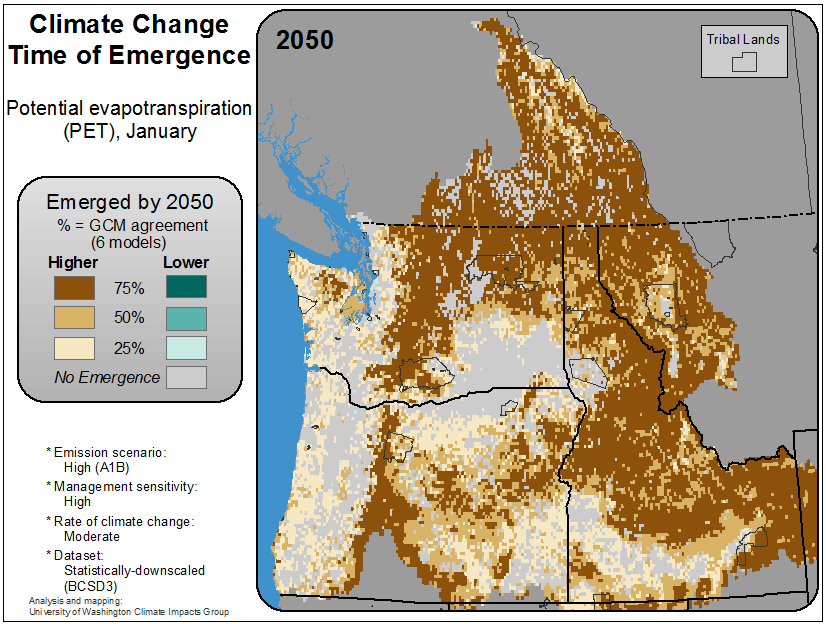 Climate Change
Time of Emergence
Potential evapotranspiration
(PET), January
Emerged by 2050
% = GCM agreement
(6 models)
Higher Lower
75%
50%
25%
No Emergence
* Emission scenario:
High (A1B)
* Management sensitivity:
High
* Rate of climate change:
Moderate
* Dataset:
Statistically-downscaled
(BCSD3)
Analysis and mapping:
University of Washington Climate Impacts Group
2050
Tribal Lands